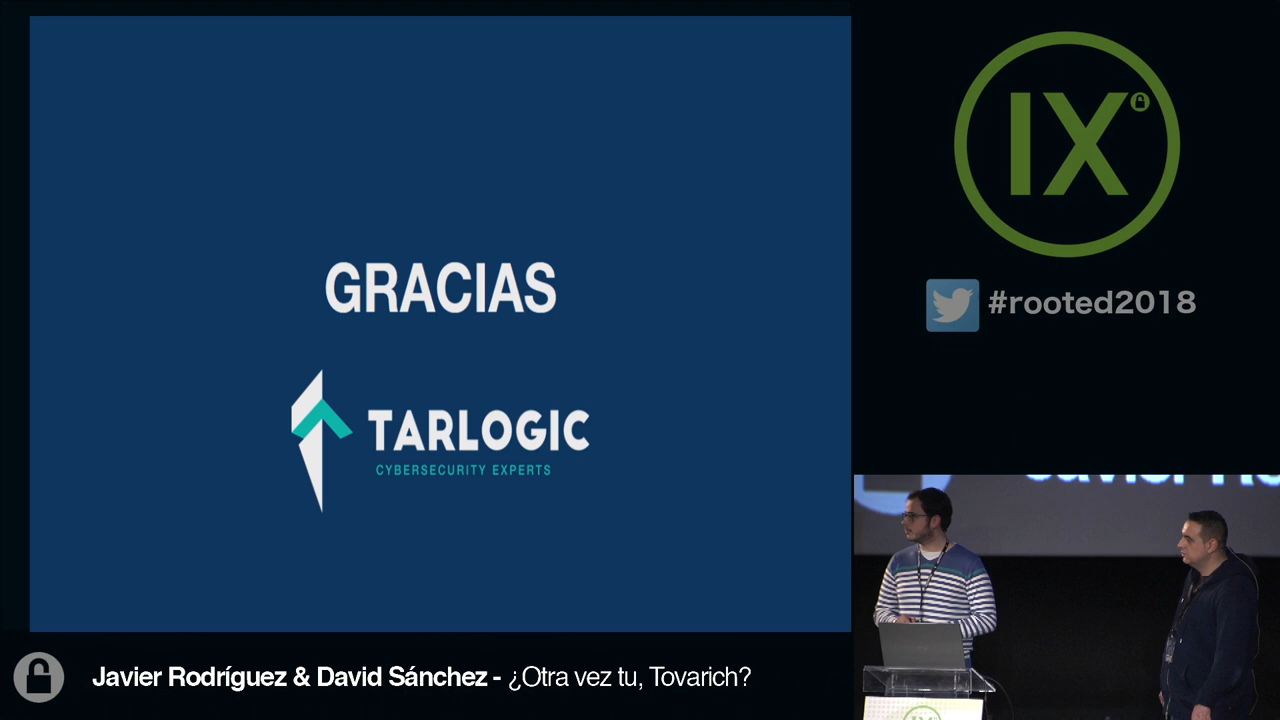 GRACIAS
TARLOGIC
CYBERSECURITY EXPERTS
IX
#rooted2018
Javier Rodríguez & David Sánchez - ¿Otra vez tu, Tovarich?